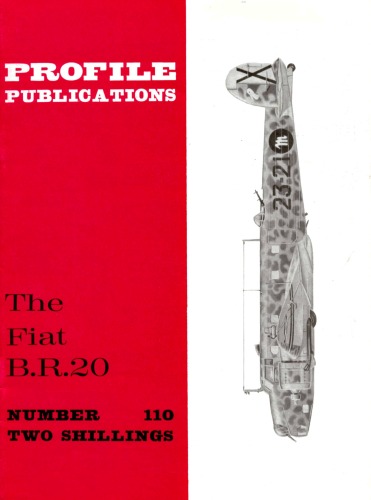 PROFILE
PUBLICATIONS
The
Fiat
B.R.20
NUMBER 110
TWO SHILLINGS
23-21